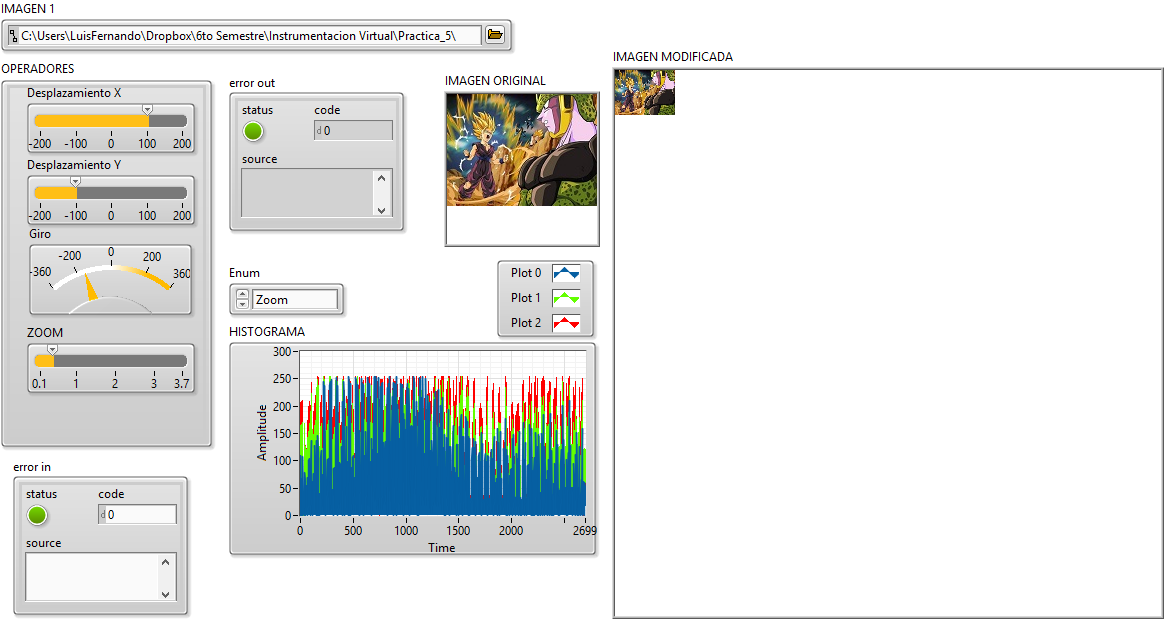 IMAGEN 1
C:\Users\LuisFernando\Dropbox\6to Semestre\Instrumentacion Virtual\Practica_5\
OPERADORES
Desplazamiento X
-200 -100 0 100 200
Desplazamiento Y
-200 -100 0 100 200
Giro
-360 -200 0 200 360
ZOOM
0.1 1 2 3 3.7
error in
status code
d 0
source
error out
status code
d 0
source
Enum
Zoom
IMAGEN ORIGINAL
Plot 0
Plot 1
Plot 2
HISTOGRAMA
Amplitude
300
250
200
150
100
50
0
0 500 1000 1500 2000 2699
Time
IMAGEN MODIFICADA